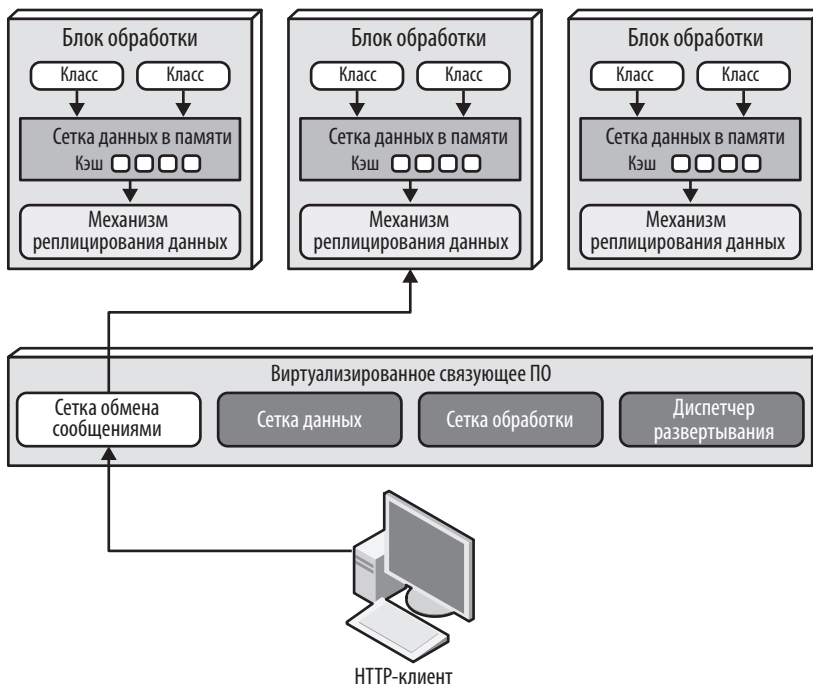 Блок обработки
Класс Класс
Сетка данных в памяти
Кэш
Механизм
реплицирования данных
Блок обработки
Класс Класс
Сетка данных в памяти
Кэш
Механизм
реплицирования данных
Блок обработки
Класс Класс
Сетка данных в памяти
Кэш
Механизм
реплицирования данных
Виртуализированное связующее ПО
Сетка обмена
сообщениями
Сетка данных
Сетка обработки
Диспетчер
развертывания
HTTP-клиент